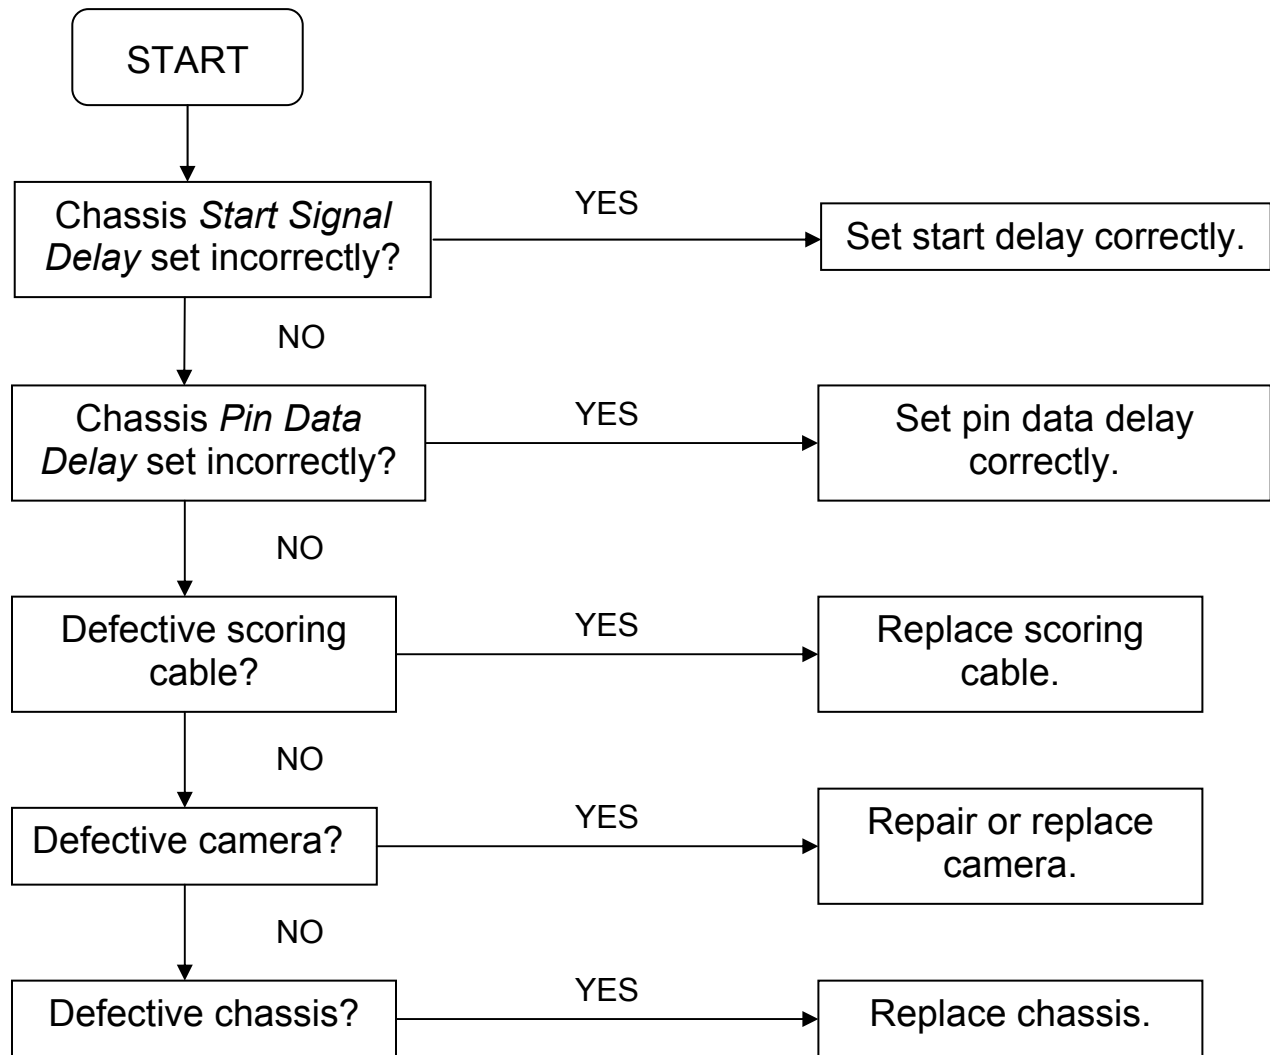 START
Chassis Start Signal
Delay set incorrectly?
YES
Set start delay correctly.
NO
Chassis Pin Data
Delay set incorrectly?
YES
Set pin data delay
correctly.
NO
Defective scoring
cable?
YES
Replace scoring
cable.
NO
Defective camera?
YES
Repair or replace
camera.
NO
Defective chassis?
YES
Replace chassis.